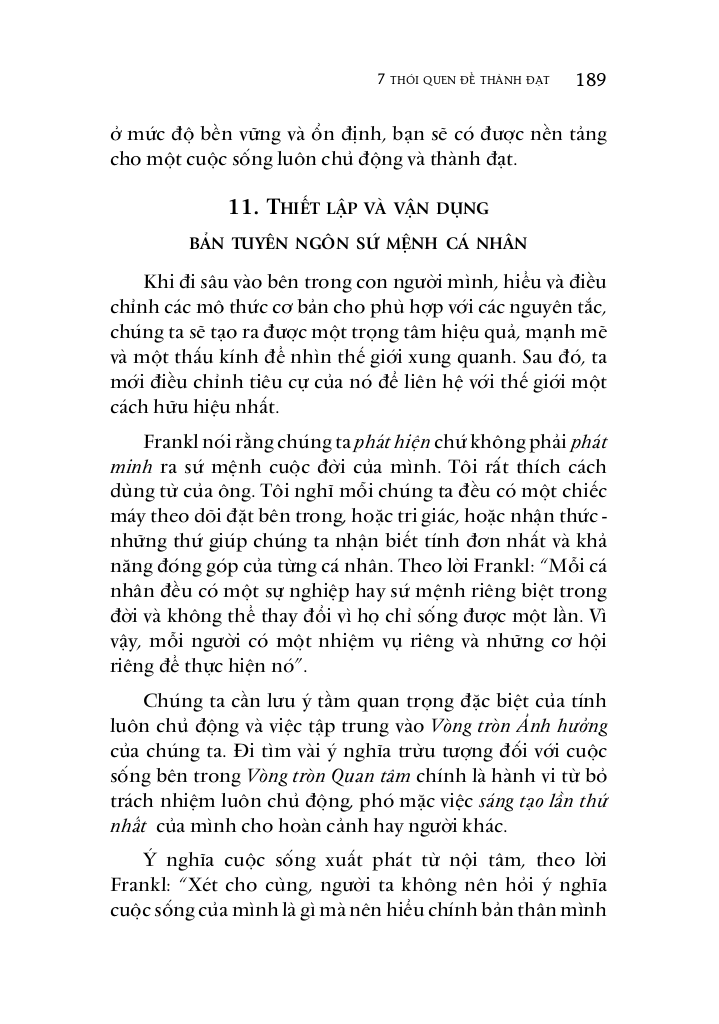 7 THÓI QUEN ĐỂ THÀNH ĐẠT 189
ở mức độ bền vững và ổn định, bạn sẽ có được nền tảng
cho một cuộc sống luôn chủ động và thành đạt.
11. THIẾT LẬP VÀ VẬN DỤNG
BẢN TUYÊN NGÔN SỨ MỆNH CÁ NHÂN
Khi đi sâu vào bên trong con người mình, hiểu và điều
chỉnh các mô thức cơ bản cho phù hợp với các nguyên tắc,
chúng ta sẽ tạo ra được một trọng tâm hiệu quả, mạnh mẽ
và một thấu kính để nhìn thế giới xung quanh. Sau đó, ta
mới điều chỉnh tiêu cự của nó để liên hệ với thế giới một
cách hữu hiệu nhất.
Frankl nói rằng chúng ta phát hiện chứ không phải phát
minh ra sứ mệnh cuộc đời của mình. Tôi rất thích cách
dùng từ của ông. Tôi nghĩ mỗi chúng ta đều có một chiếc
máy theo dõi đặt bên trong, hoặc tri giác, hoặc nhận thức -
những thứ giúp chúng ta nhận biết tính đơn nhất và khả
năng đóng góp của từng cá nhân. Theo lời Frankl: “Mỗi cá
nhân đều có một sự nghiệp hay sứ mệnh riêng biệt trong
đời và không thể thay đổi vì họ chỉ sống được một lần. Vì
vậy, mỗi người có một nhiệm vụ riêng và những cơ hội
riêng để thực hiện nó”.
Chúng ta cần lưu ý tầm quan trọng đặc biệt của tính
luôn chủ động và việc tập trung vào Vòng tròn Ảnh hưởng
của chúng ta. Đi tìm vài ý nghĩa trừu tượng đối với cuộc
sống bên trong Vòng tròn Quan tâm chính là hành vi từ bỏ
trách nhiệm luôn chủ động, phó mặc việc sáng tạo lần thứ
nhất của mình cho hoàn cảnh hay người khác.
Ý nghĩa cuộc sống xuất phát từ nội tâm, theo lời
Frankl: “Xét cho cùng, người ta không nên hỏi ý nghĩa
cuộc sống của mình là gì mà nên hiểu chính bản thân mình